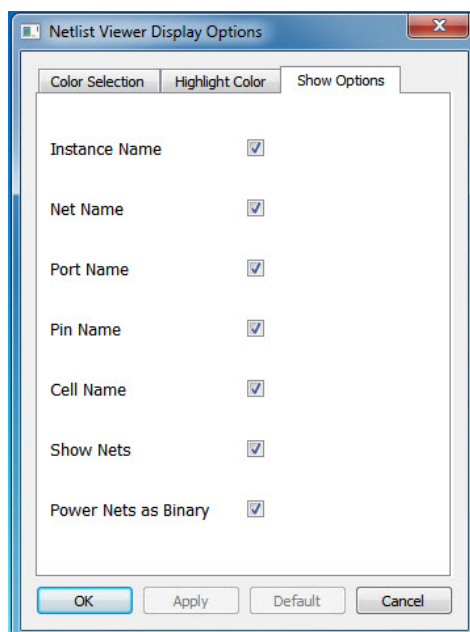 Netlist Viewer Display Options
Color Selection Highlight Color Show Options
Instance Name
Net Name
Port Name
Pin Name
Cell Name
Show Nets
Power Nets as Binary
OK Apply Default Cancel